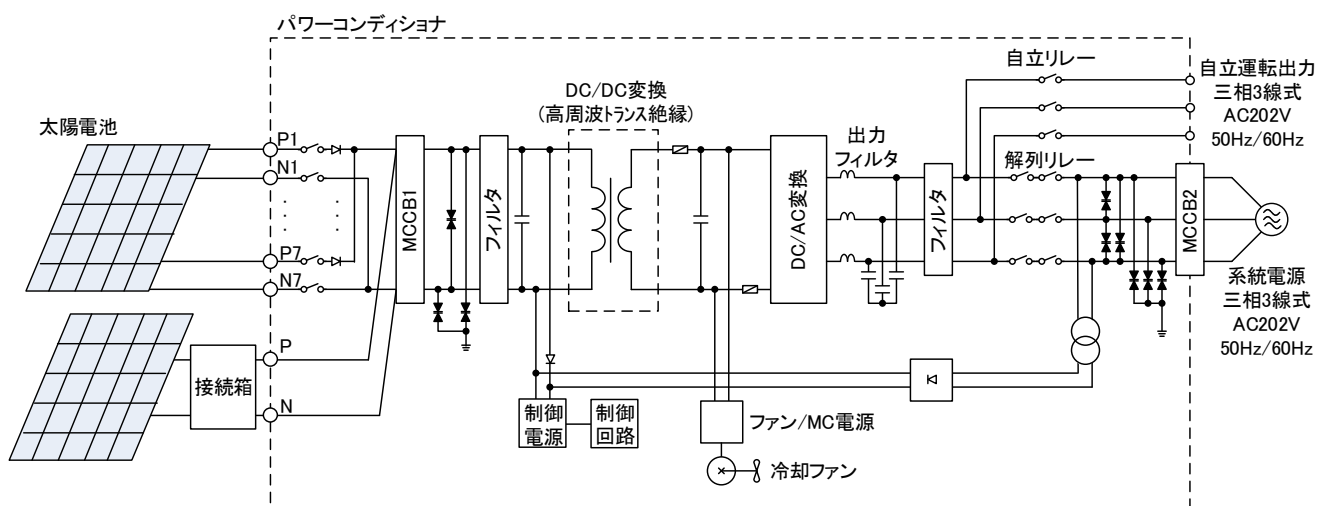 パワーコンディショナ
太陽電池
P1
N1
P7
N7
接続箱
P
N
MCCB1
フィルタ
DC/DC変換
(高周波トランス絶縁)
制御
電源
制御
回路
ファン/MC電源
冷却ファン
DC/AC変換
出力
フィルタ
フィルタ
自立リレー
解列リレー
MCCB2
自立運転出力
三相3線式
AC202V
50Hz/60Hz
系統電源
三相3線式
AC202V
50Hz/60Hz